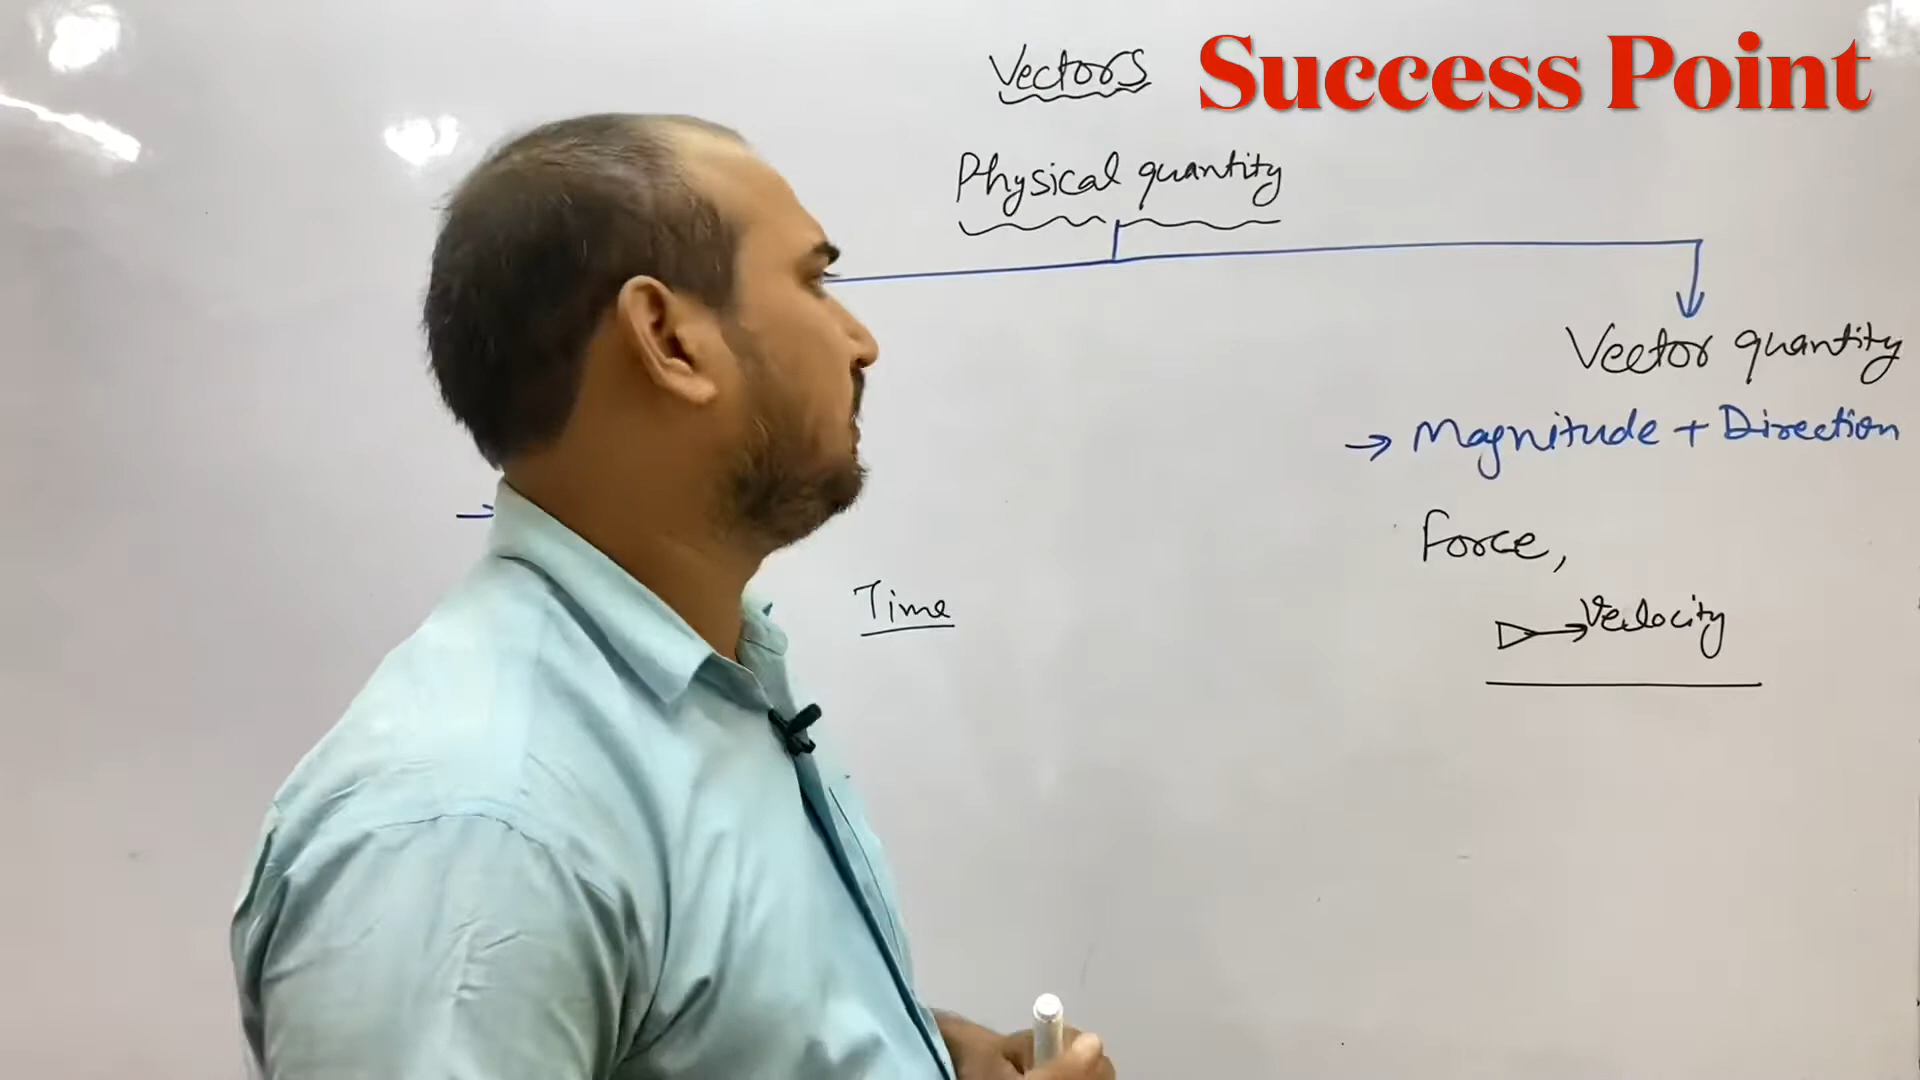 Vectors
Success Point
Physical quantity
Vector quantity
→ Magnitude + Direction
Force,
Time
Velocity